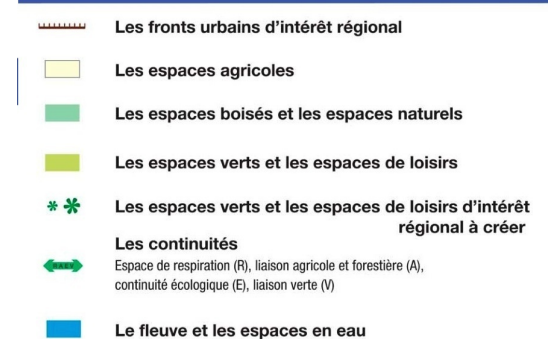 Les fronts urbains d'intérêt régional
Les espaces agricoles
Les espaces boisés et les espaces naturels
Les espaces verts et les espaces de loisirs
Les espaces verts et les espaces de loisirs d'intérêt
régional à créer
Les continuités
Espace de respiration (R), liaison agricole et forestière (A),
continuité écologique (E), liaison verte (V)
Le fleuve et les espaces en eau